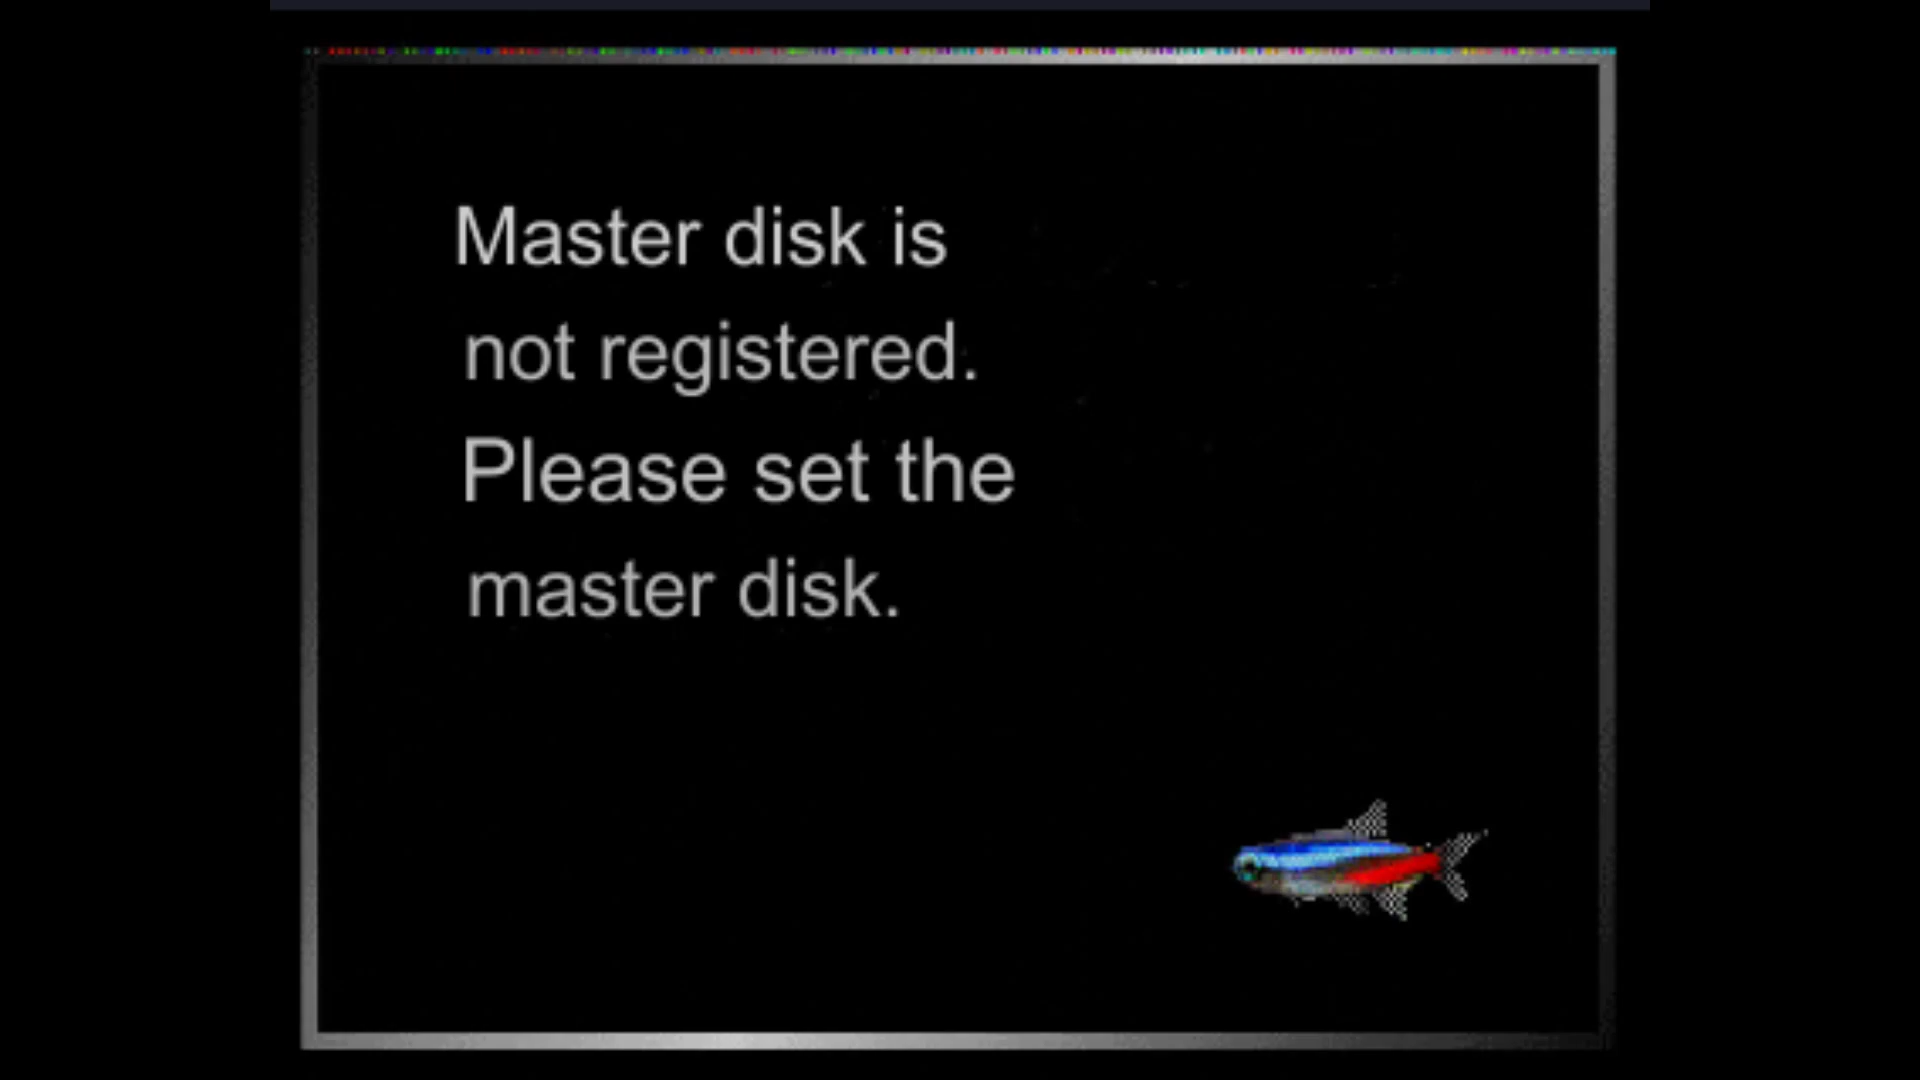 Master disk is
not registered.
Please set the
master disk.